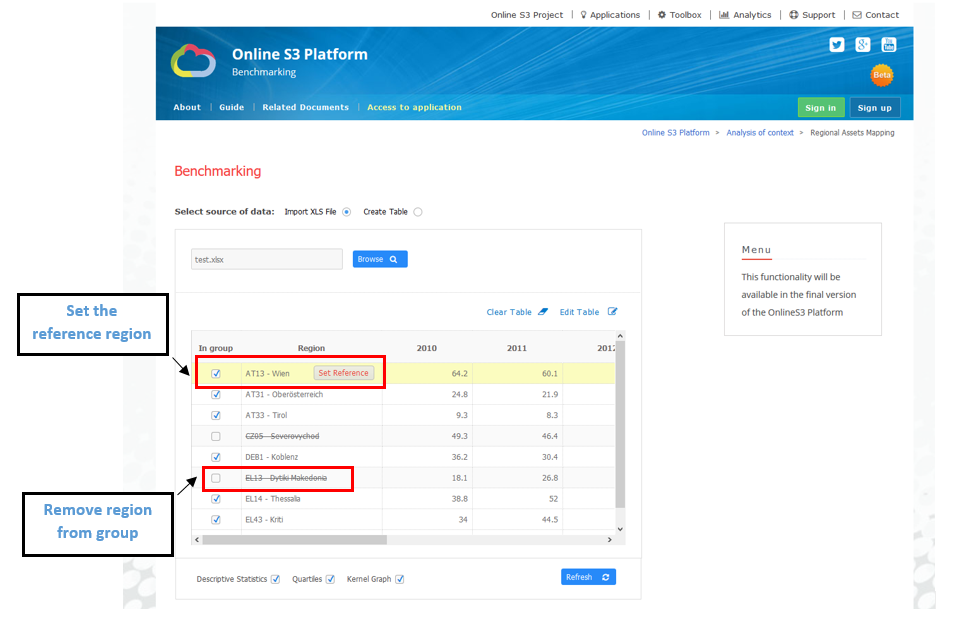 Online S3 Project | Applications | Toolbox | Analytics | Support | Contact
Online S3 Platform
Benchmarking
Beta
About | Guide | Related Documents | Access to application
Sign in Sign up
Online S3 Platform > Analysis of context > Regional Assets Mapping
Benchmarking
Select source of data: Import XLS File Create Table
test.xlsx Browse
Menu
This functionality will be
available in the final version
of the OnlineS3 Platform
Set the
reference region
Clear Table Edit Table
In group Region 2010 2011 2012
AT13 - Wien Set Reference 64.2 60.1
AT31 - Oberösterreich 24.8 21.9
AT33 - Tirol 9.3 8.3
CZ05 - Severovychod 49.3 46.4
DEB1 - Koblenz 36.2 30.4
EL13 - Dytiki Makedonia 18.1 26.8
EL14 - Thessalia 38.8 52
EL43 - Kriti 34 44.5
Remove region
from group
Descriptive Statistics Quartiles Kernel Graph Refresh